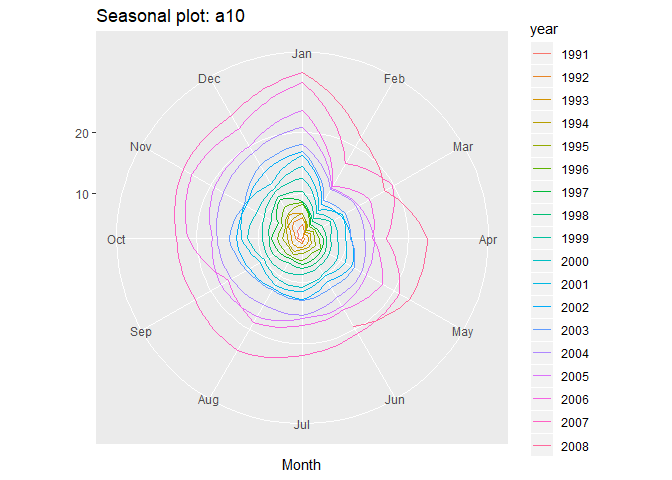 Seasonal plot: a10
year
Jan
Dec
Feb
Nov
Mar
20
10
Oct
Apr
Sep
May
Aug
Jun
Jul
Month
1991
1992
1993
1994
1995
1996
1997
1998
1999
2000
2001
2002
2003
2004
2005
2006
2007
2008